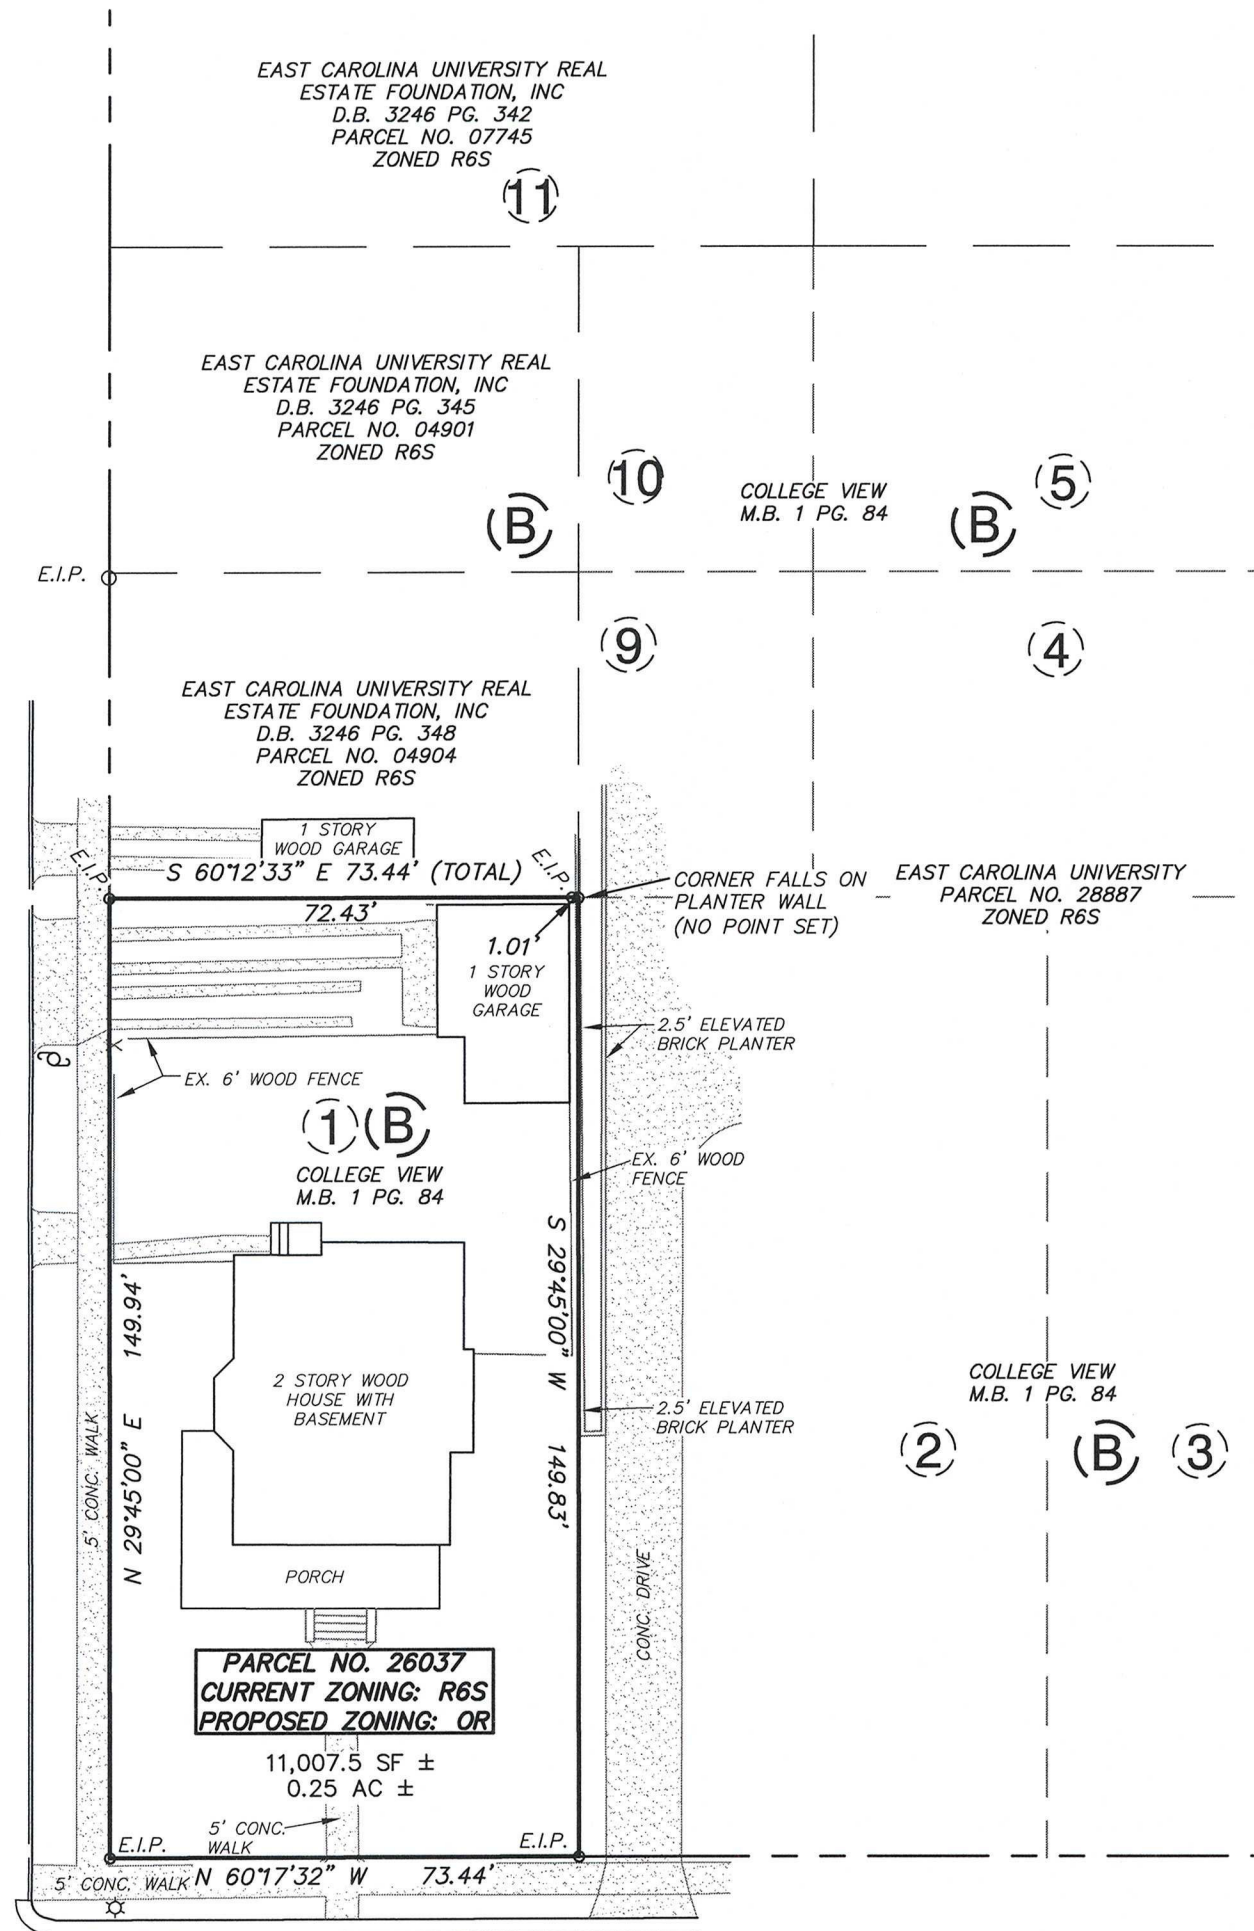 EAST CAROLINA UNIVERSITY REAL
ESTATE FOUNDATION, INC
D.B. 3246 PG. 342
PARCEL NO. 07745
ZONED R6S
11
EAST CAROLINA UNIVERSITY REAL
ESTATE FOUNDATION, INC
D.B. 3246 PG. 345
PARCEL NO. 04901
ZONED R6S
10
5
COLLEGE VIEW
M.B. 1 PG. 84
B
B
E.I.P.
9
4
EAST CAROLINA UNIVERSITY REAL
ESTATE FOUNDATION, INC
D.B. 3246 PG. 348
PARCEL NO. 04904
ZONED R6S
1 STORY
WOOD GARAGE
E.I.P.
S 60°12'33" E 73.44' (TOTAL)
E.I.P.
CORNER FALLS ON
PLANTER WALL
(NO POINT SET)
EAST CAROLINA UNIVERSITY
PARCEL NO. 28887
ZONED R6S
72.43'
1.01'
1 STORY
WOOD
GARAGE
2.5' ELEVATED
BRICK PLANTER
EX. 6' WOOD FENCE
1
B
COLLEGE VIEW
M.B. 1 PG. 84
EX. 6' WOOD
FENCE
S 29°45'00" W 149.83'
N 29°45'00" E 149.94'
2 STORY WOOD
HOUSE WITH
BASEMENT
COLLEGE VIEW
M.B. 1 PG. 84
2.5' ELEVATED
BRICK PLANTER
2
B
3
5' CONC. WALK
PORCH
CONC. DRIVE
PARCEL NO. 26037
CURRENT ZONING: R6S
PROPOSED ZONING: OR
11,007.5 SF ±
0.25 AC ±
5' CONC.
WALK
E.I.P.
E.I.P.
5' CONC. WALK
N 60°17'32" W 73.44'